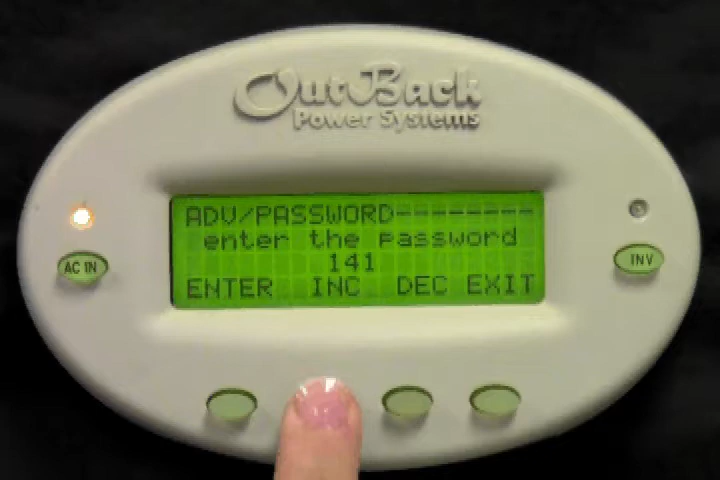 OutBack
Power Systems
ADV/PASSWORD--------
enter the password
141
ENTER INC DEC EXIT
AC IN
INV